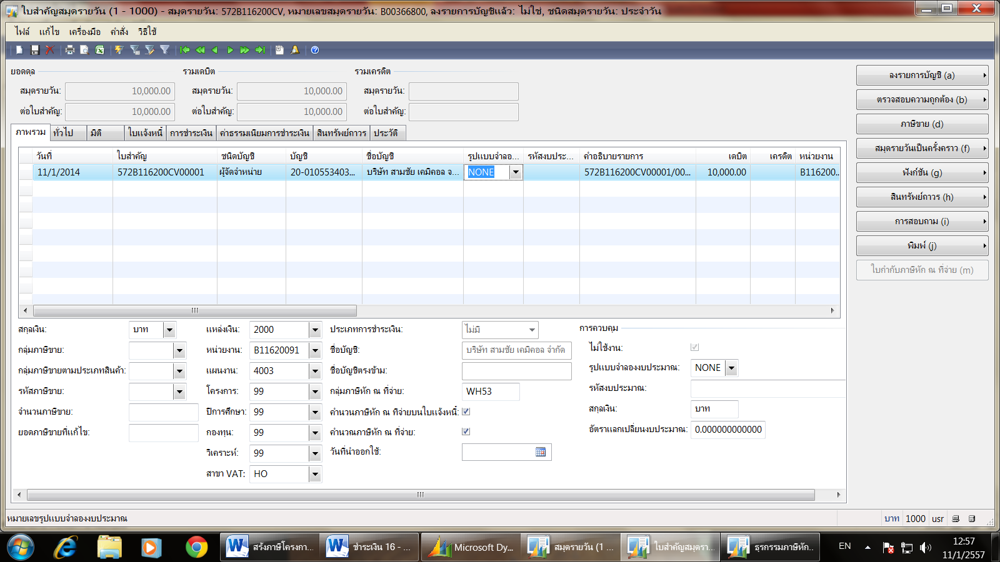 ใบสำคัญสมุดรายวัน (1 - 1000) - สมุดรายวัน: 572B116200CV, หมายเลขสมุดรายวัน: B00366800, ลงรายการบัญชีแล้ว: ไม่ใช่, ชนิดสมุดรายวัน: ประจำวัน
ไฟล์ แก้ไข เครื่องมือ คำสั่ง วิธีใช้
ยอดดุล รวมเดบิต รวมเครดิต
สมุดรายวัน: 10,000.00 สมุดรายวัน: 10,000.00 สมุดรายวัน:
ต่อใบสำคัญ: 10,000.00 ต่อใบสำคัญ: 10,000.00 ต่อใบสำคัญ:
ภาพรวม ทั่วไป มิติ ใบแจ้งหนี้ การชำระเงิน ค่าธรรมเนียมการชำระเงิน สินทรัพย์ถาวร ประวัติ
วันที่ ใบสำคัญ ชนิดบัญชี บัญชี ชื่อบัญชี รูปแบบจำลอ... รหัสงบประ... คำอธิบายรายการ เดบิต เครดิต หน่วยงาน
11/1/2014 572B116200CV00001 ผู้จัดจำหน่าย 20-010553403... บริษัท สามชัย เคมิคอล จ... NONE 572B116200CV00001/00... 10,000.00 B116200...
สกุลเงิน: บาท แหล่งเงิน: 2000 ประเภทการชำระเงิน: ไม่มี การควบคุม
กลุ่มภาษีขาย: หน่วยงาน: B11620091 ชื่อบัญชี: บริษัท สามชัย เคมิคอล จำกัด ไม่ใช้งาน:
กลุ่มภาษีขายตามประเภทสินค้า: แผนงาน: 4003 ชื่อบัญชีตรงข้าม: รูปแบบจำลองงบประมาณ: NONE
รหัสภาษีขาย: โครงการ: 99 กลุ่มภาษีหัก ณ ที่จ่าย: WH53 รหัสงบประมาณ:
จำนวนภาษีขาย: ปีการศึกษา: 99 คำนวนภาษีหัก ณ ที่จ่ายบนใบแจ้งหนี้: สกุลเงิน: บาท
ยอดภาษีขายที่แก้ไข: กองทุน: 99 คำนวณภาษีหัก ณ ที่จ่าย: อัตราแลกเปลี่ยนงบประมาณ: 0.000000000000
วิเคราะห์: 99 วันที่นำออกใช้:
สาขา VAT: HO
ลงรายการบัญชี (a)
ตรวจสอบความถูกต้อง (b)
ภาษีขาย (d)
สมุดรายวันเป็นครั้งคราว (f)
ฟังก์ชัน (g)
สินทรัพย์ถาวร (h)
การสอบถาม (i)
พิมพ์ (j)
ใบกำกับภาษีหัก ณ ที่จ่าย (m)
หมายเลขรูปแบบจำลองงบประมาณ บาท 1000 usr
สร้งภาษีโครงกา... ชำระเงิน 16 - ... Microsoft Dy... สมุดรายวัน (1 ... ใบสำคัญสมุดรา... ธุรกรรมภาษีหัก... EN 12:57
11/1/2557